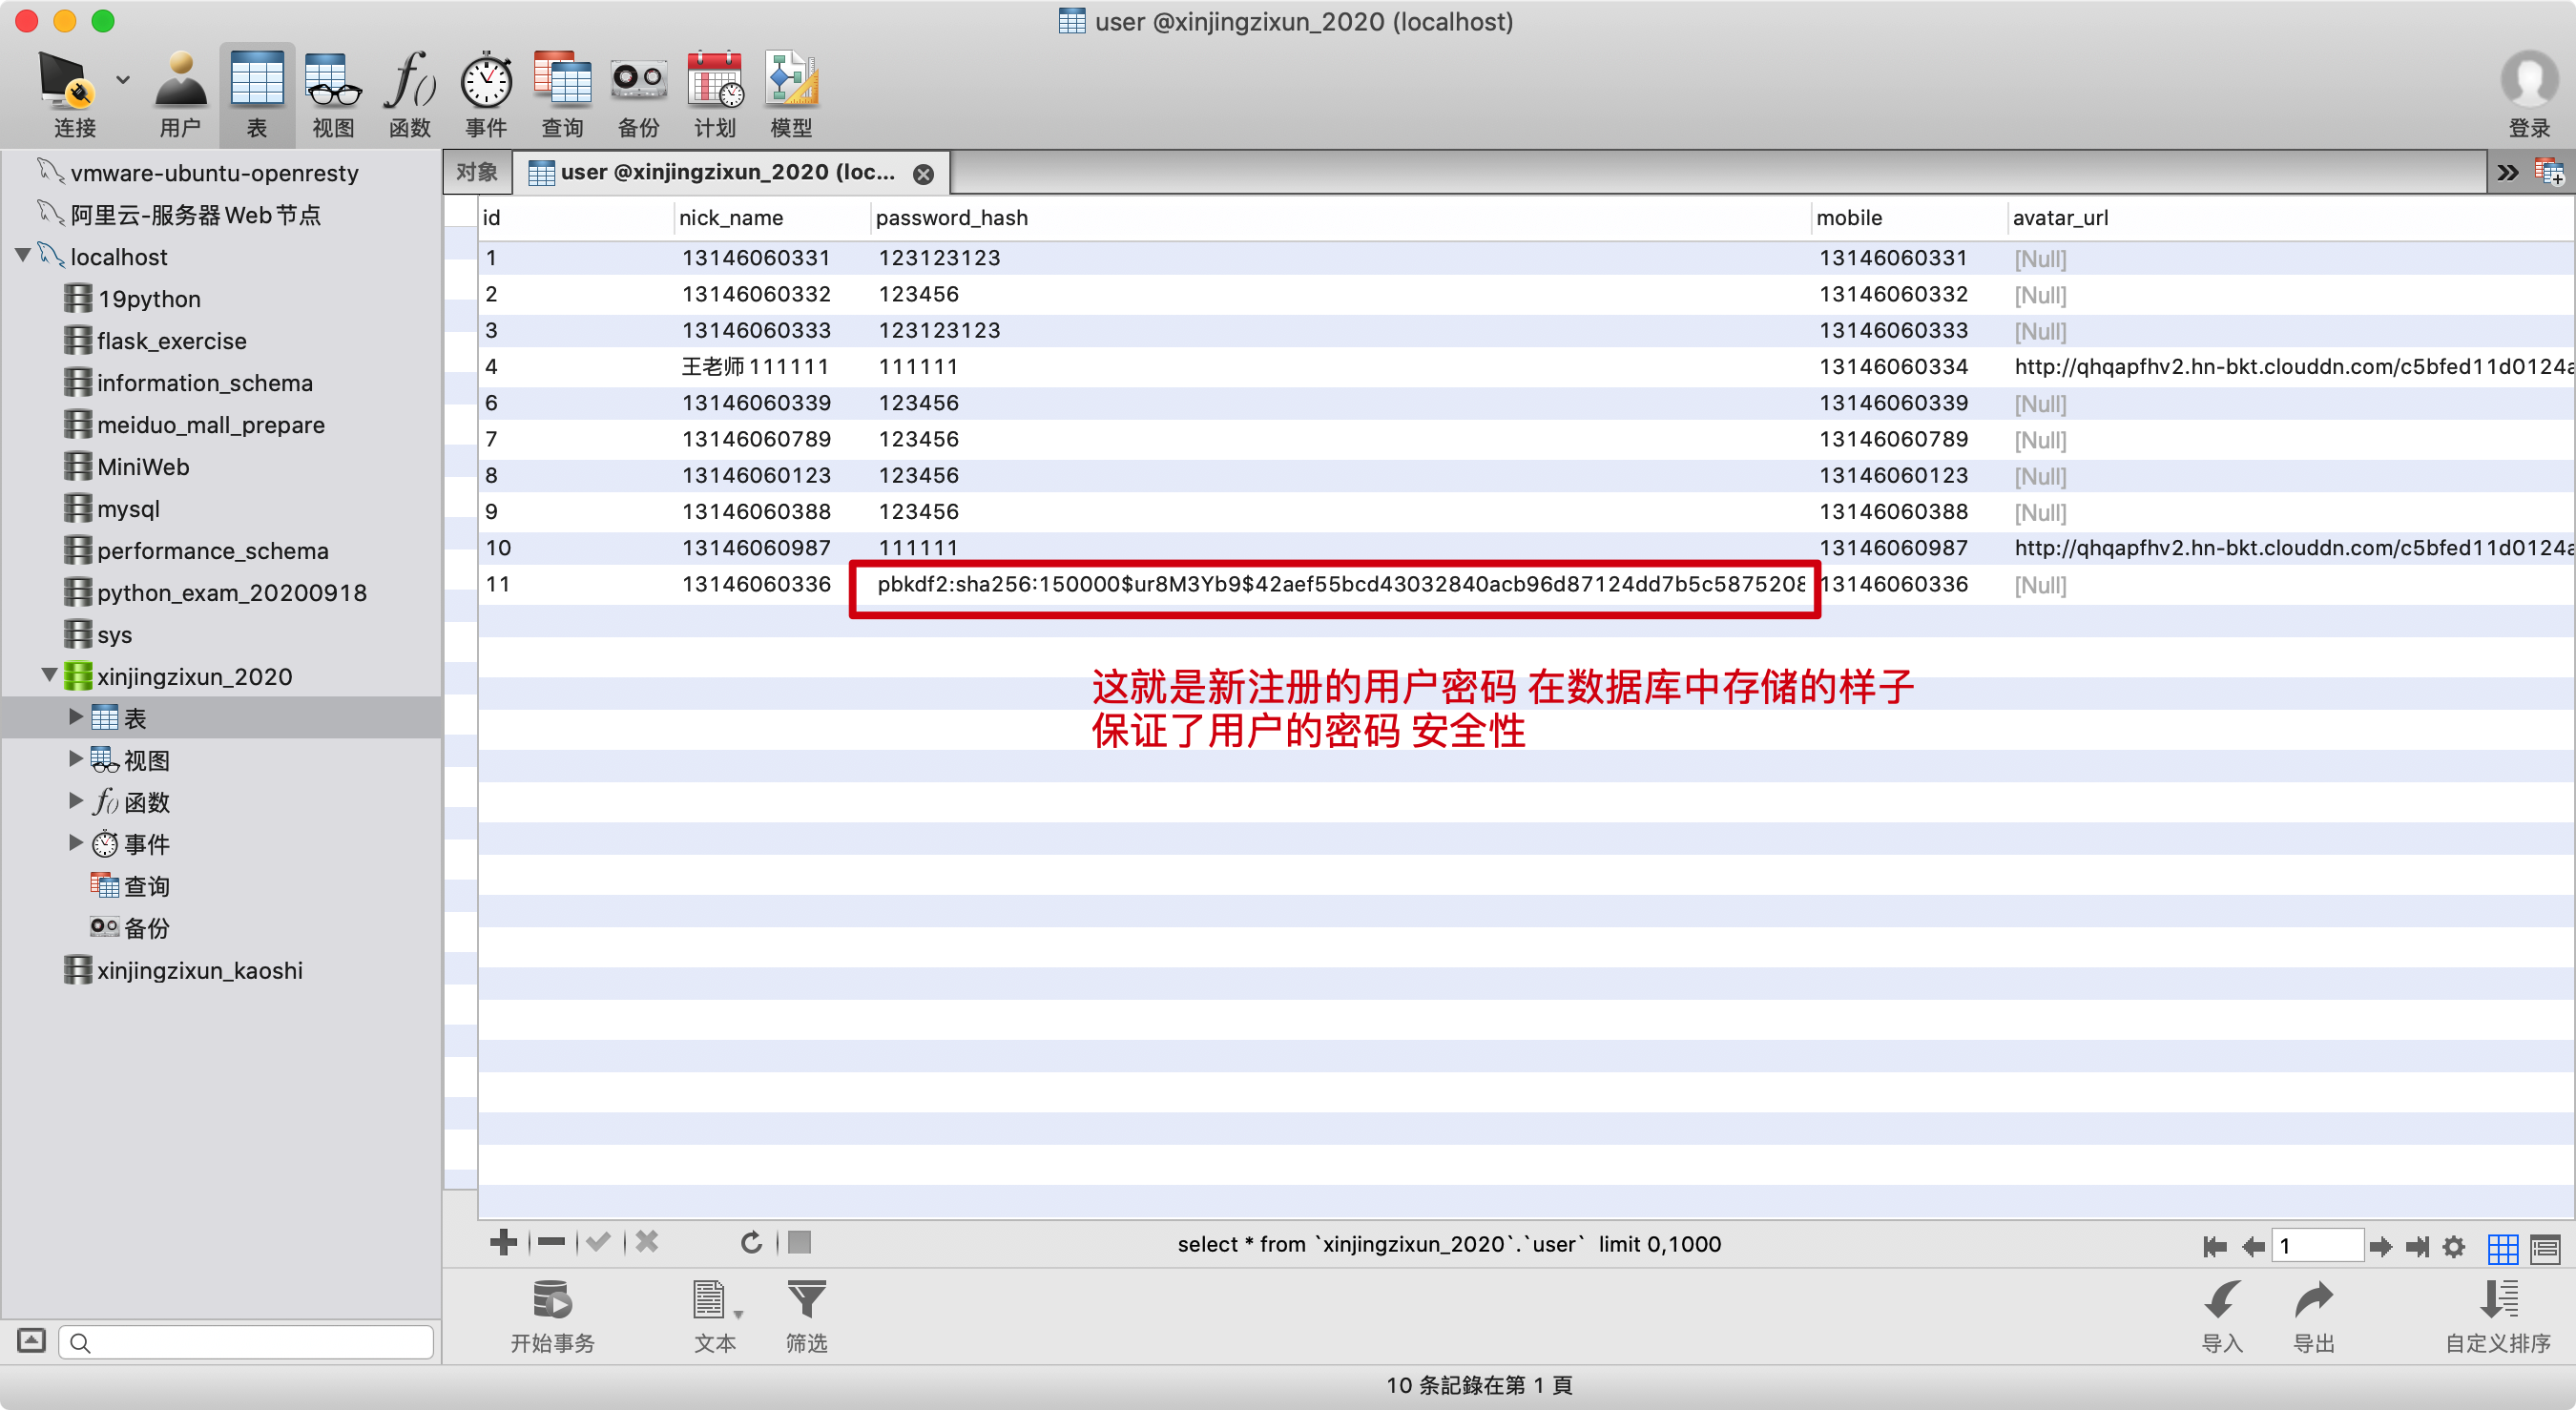 user @xinjingzixun_2020 (localhost)
连接 用户 表 视图 函数 事件 查询 备份 计划 模型 登录
vmware-ubuntu-openresty
阿里云-服务器Web节点
localhost
19python
flask_exercise
information_schema
meiduo_mall_prepare
MiniWeb
mysql
performance_schema
python_exam_20200918
sys
xinjingzixun_2020
表
视图
函数
事件
查询
备份
xinjingzixun_kaoshi
对象 user @xinjingzixun_2020 (loc...
id nick_name password_hash mobile avatar_url
1 13146060331 123123123 13146060331 [Null]
2 13146060332 123456 13146060332 [Null]
3 13146060333 123123123 13146060333 [Null]
4 王老师111111 111111 13146060334 http://qhqapfhv2.hn-bkt.clouddn.com/c5bfed11d0124a
6 13146060339 123456 13146060339 [Null]
7 13146060789 123456 13146060789 [Null]
8 13146060123 123456 13146060123 [Null]
9 13146060388 123456 13146060388 [Null]
10 13146060987 111111 13146060987 http://qhqapfhv2.hn-bkt.clouddn.com/c5bfed11d0124a
11 13146060336 pbkdf2:sha256:150000$ur8M3Yb9$42aef55bcd43032840acb96d87124dd7b5c5875208 13146060336 [Null]
这就是新注册的用户密码 在数据库中存储的样子
保证了用户的密码 安全性
select * from `xinjingzixun_2020`.`user` limit 0,1000
1
开始事务 文本 筛选 导入 导出 自定义排序
10 条記錄在第 1 頁